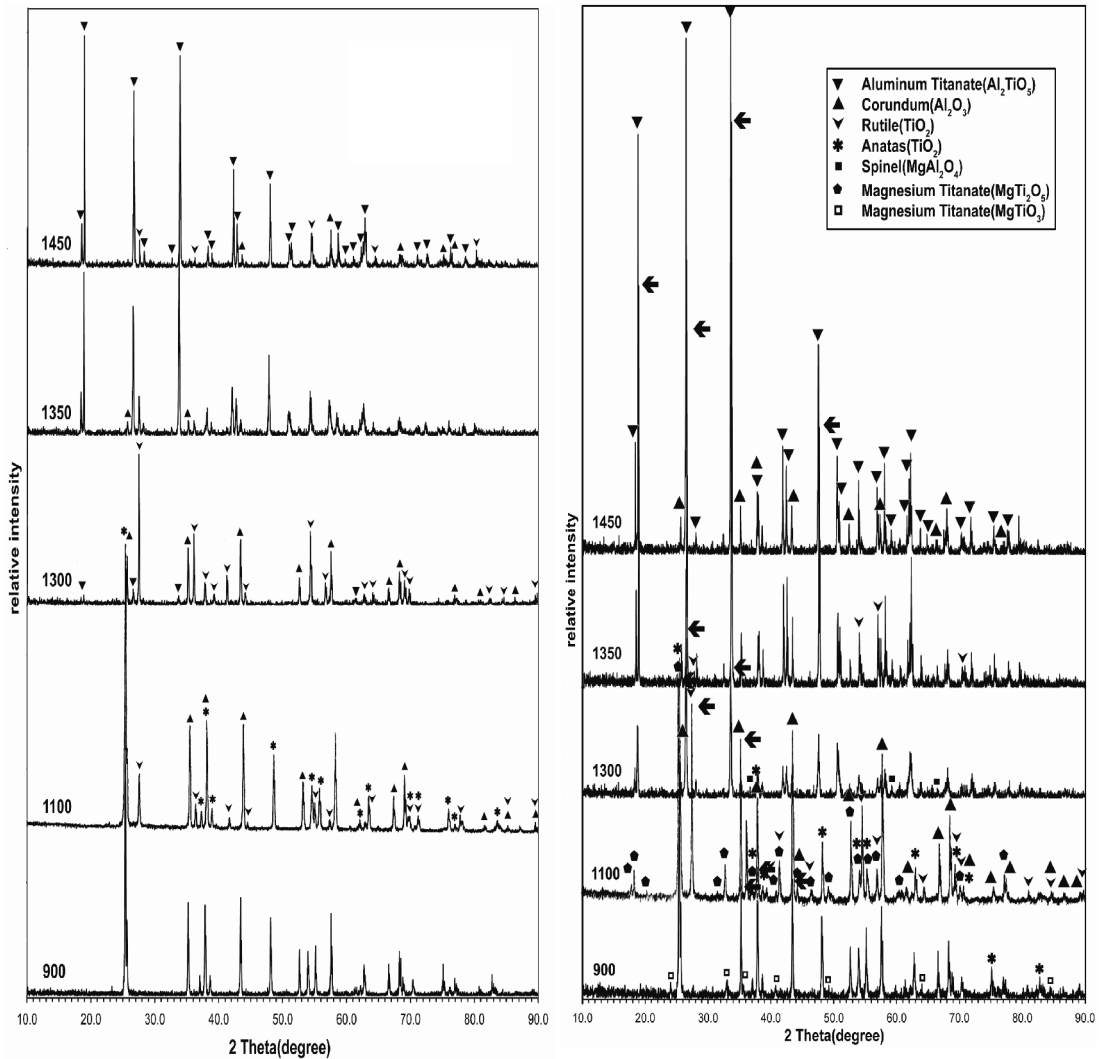 relative intensity
1450
1350
1300
1100
900
10.0 20.0 30.0 40.0 50.0 60.0 70.0 80.0 90.0
2 Theta(degree)
relative intensity
Aluminum Titanate(Al₂TiO₅)
Corundum(Al₂O₃)
Rutile(TiO₂)
Anatas(TiO₂)
Spinel(MgAl₂O₄)
Magnesium Titanate(MgTi₂O₅)
Magnesium Titanate(MgTiO₃)
1450
1350
1300
1100
900
10.0 20.0 30.0 40.0 50.0 60.0 70.0 80.0 90.0
2 Theta(degree)